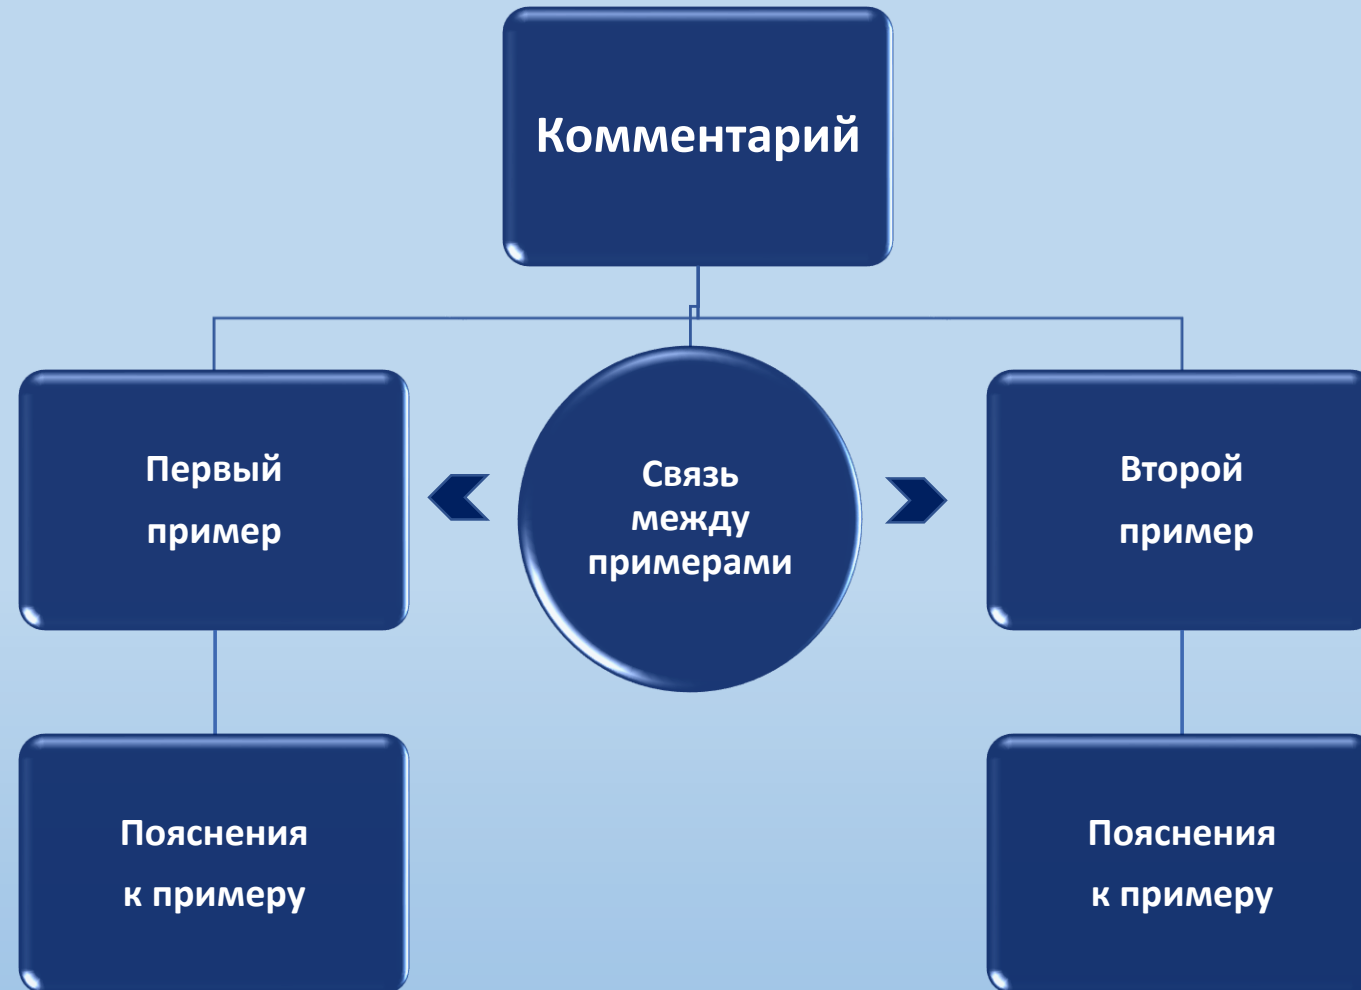 Комментарий
Первый
пример
Связь
между
примерами
Второй
пример
Пояснения
к примеру
Пояснения
к примеру